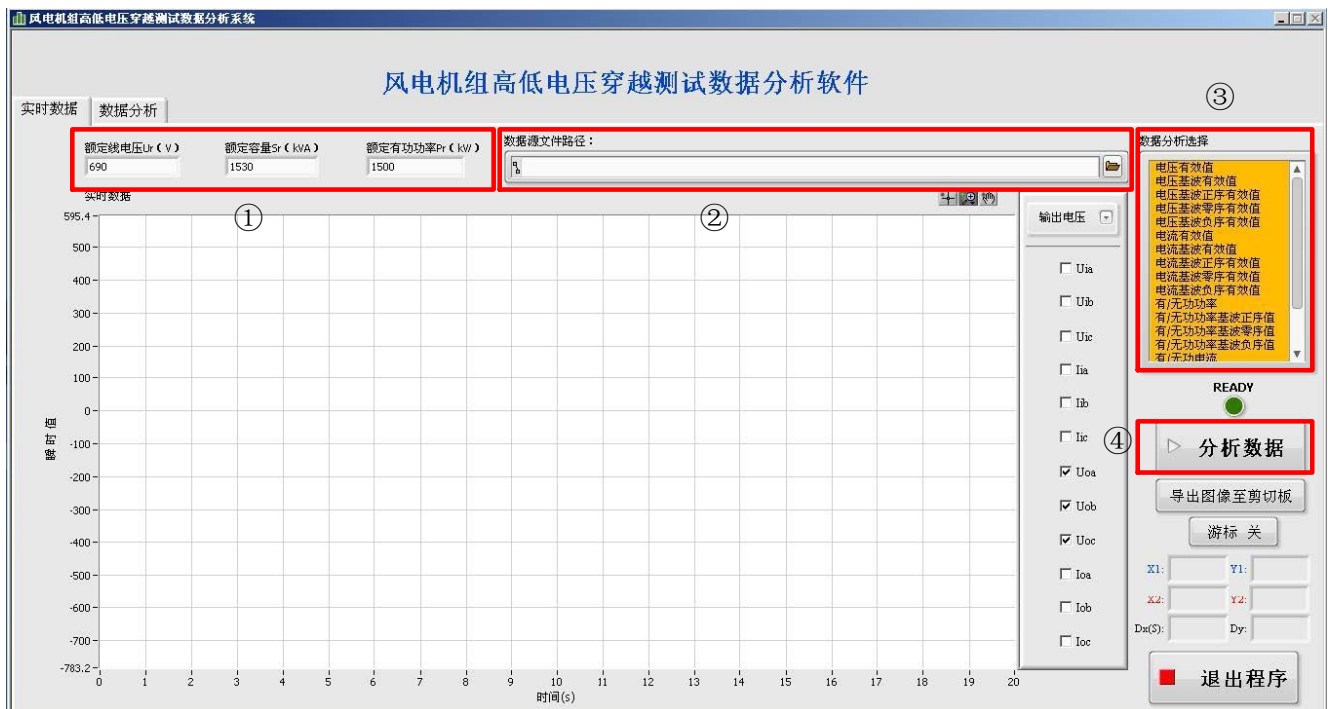 风电机组高低电压穿越测试数据分析系统
风电机组高低电压穿越测试数据分析软件
③
实时数据 数据分析
额定线电压Ur(V) 额定容量Sr(kVA) 额定有功功率Pr(kW)
690 1530 1500
数据源文件路径：
数据分析选择
电压有效值
电压基波有效值
电压基波正序有效值
电压基波零序有效值
电压基波负序有效值
电流有效值
电流基波有效值
电流基波正序有效值
电流基波零序有效值
电流基波负序有效值
有/无功功率
有/无功功率基波正序值
有/无功功率基波零序值
有/无功功率基波负序值
有/无功电流
实时数据
① ②
595.4
500
400
300
200
100
0
-100
-200
-300
-400
-500
-600
-700
-783.2
瞬时值
0 1 2 3 4 5 6 7 8 9 10 11 12 13 14 15 16 17 18 19 20
时间(s)
输出电压
Uia
Uib
Uic
Iia
Iib
Iic
Uoa
Uob
Uoc
Ioa
Iob
Ioc
READY
④
分析数据
导出图像至剪切板
游标 关
X1: Y1:
X2: Y2:
Dx(S): Dy:
退出程序